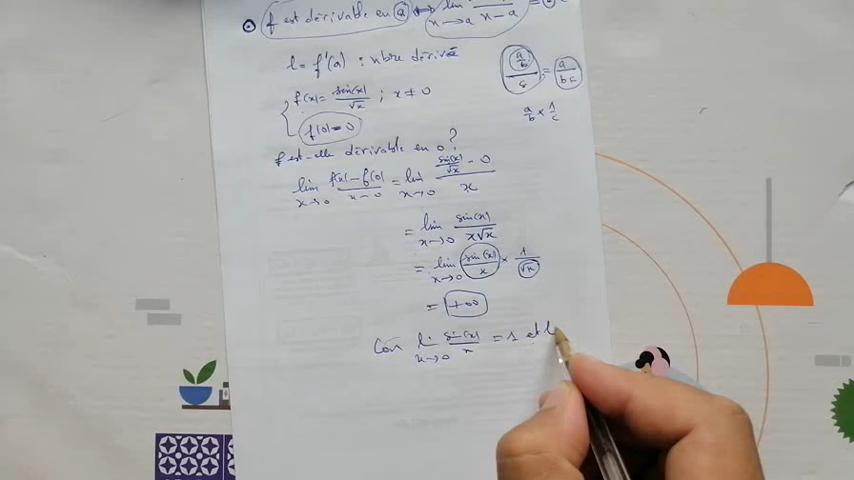 • f est dérivable en a ⟺ lim x→a x-a = 
l = f'(a) : nbre dérivée
f(x) = sin(x)/√x ; x ≠ 0
f(0) = 0
(a/b)/c = a/bc
a/b × 1/c
f est-elle dérivable en 0 ?
lim x→0 f(x)-f(0)/x-0 = lim x→0 (sin(x)/√x - 0)/x
= lim x→0 sin(x)/x√x
= lim x→0 sin(x)/x × 1/√x
= +∞
Car lim x→0 sin(x)/x = 1 et l